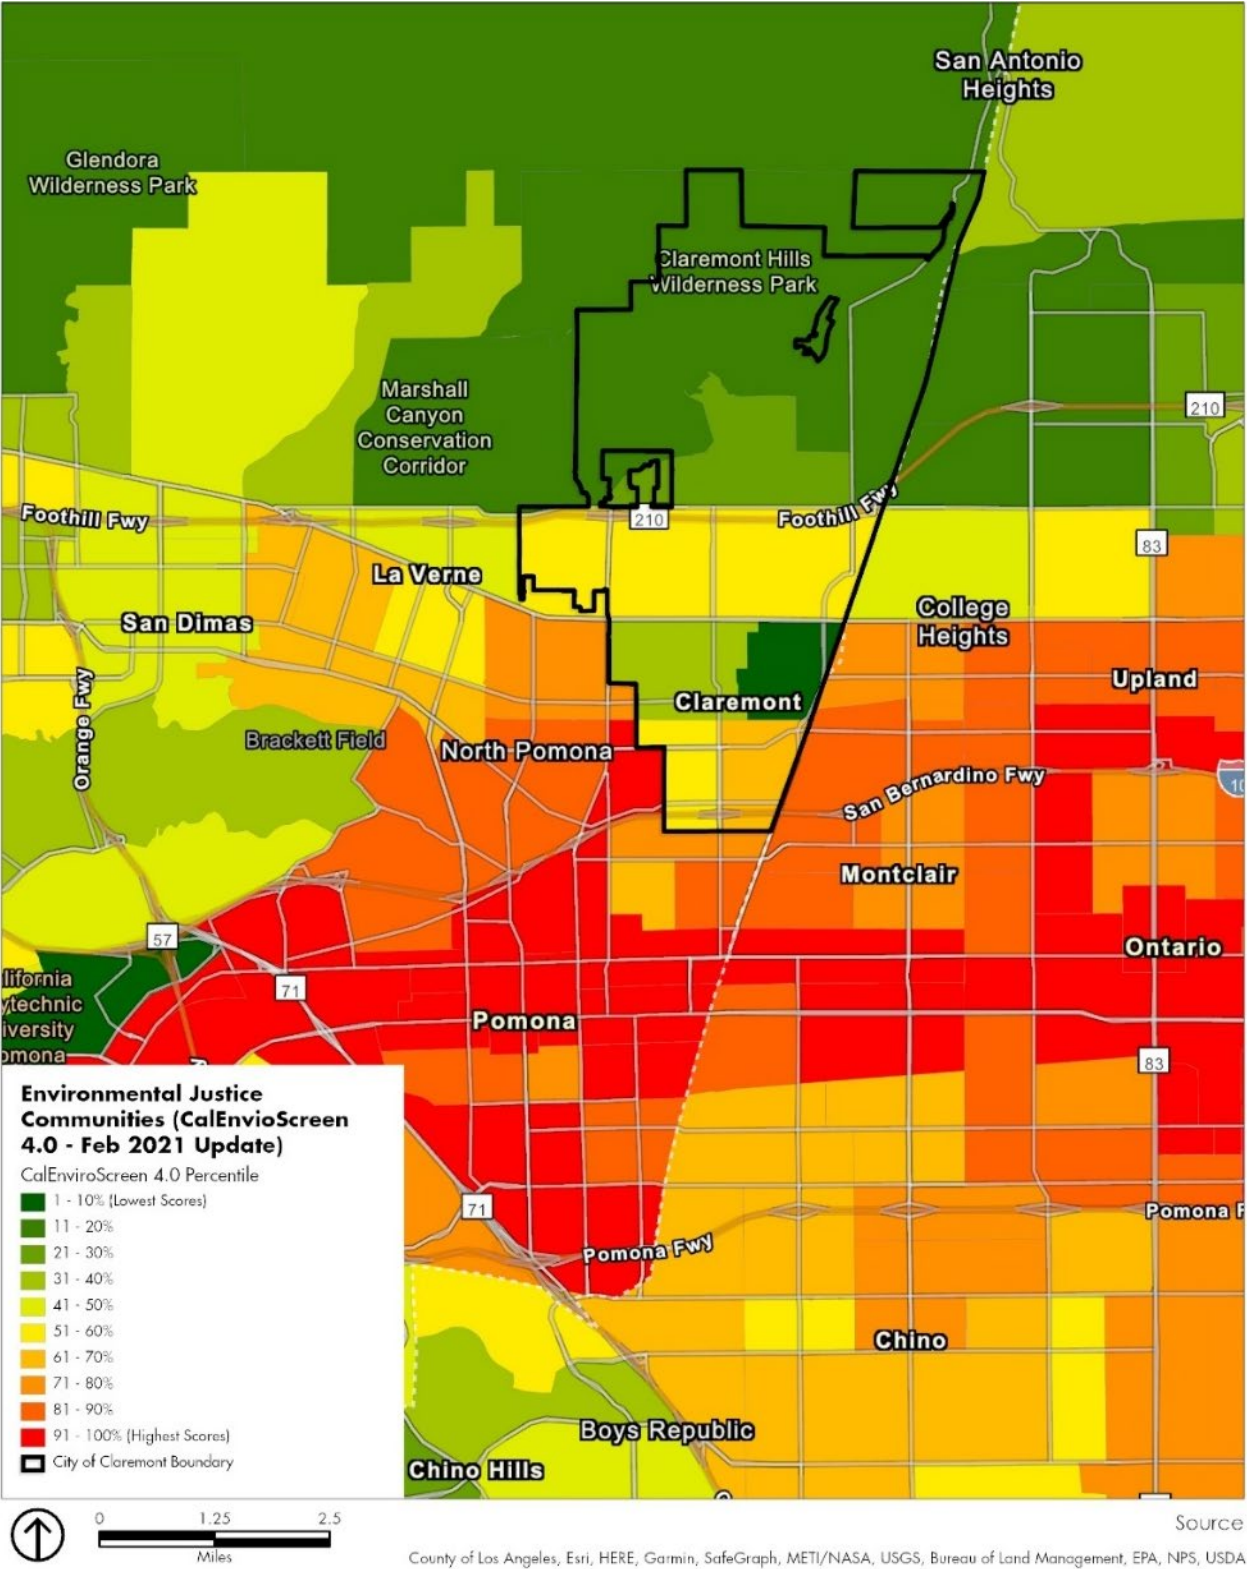 San Antonio
Heights
Glendora
Wilderness Park
Claremont Hills
Wilderness Park
Marshall
Canyon
Conservation
Corridor
210
Foothill Fwy
210
Foothill Fwy
83
La Verne
College
Heights
San Dimas
Upland
Claremont
Orange Fwy
Brackett Field
North Pomona
San Bernardino Fwy
10
Montclair
57
Ontario
lifornia
ytechnic
iversity
omona
71
Pomona
83
71
Pomona F
Pomona Fwy
Chino
Boys Republic
Chino Hills
Environmental Justice
Communities (CalEnvioScreen
4.0 - Feb 2021 Update)
CalEnviroScreen 4.0 Percentile
1 - 10% (Lowest Scores)
11 - 20%
21 - 30%
31 - 40%
41 - 50%
51 - 60%
61 - 70%
71 - 80%
81 - 90%
91 - 100% (Highest Scores)
City of Claremont Boundary
0 1.25 2.5
Miles
Source
County of Los Angeles, Esri, HERE, Garmin, SafeGraph, METI/NASA, USGS, Bureau of Land Management, EPA, NPS, USDA